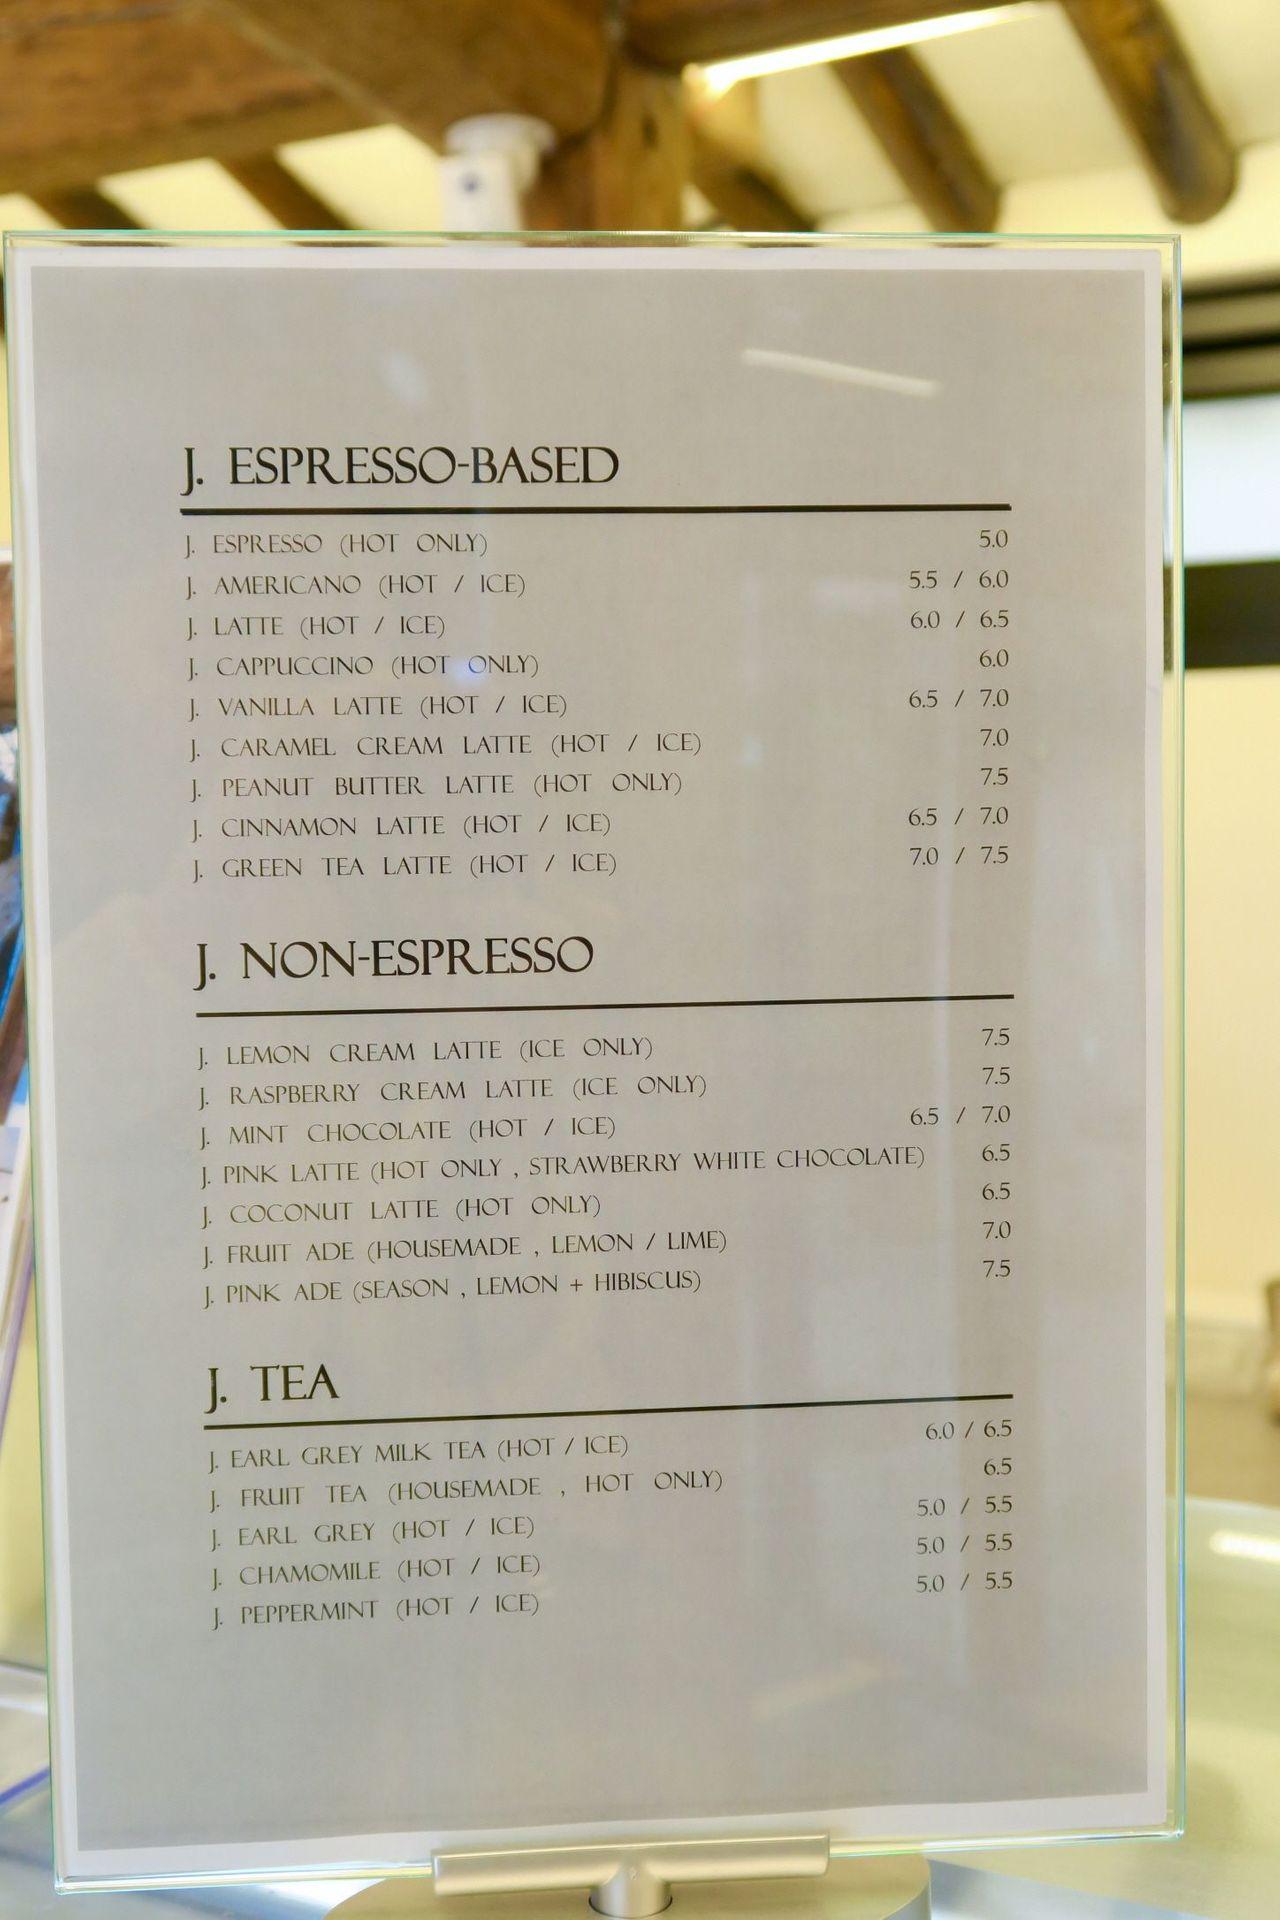 J. ESPRESSO-BASED
J. ESPRESSO (HOT ONLY) 5.0
J. AMERICANO (HOT / ICE) 5.5 / 6.0
J. LATTE (HOT / ICE) 6.0 / 6.5
J. CAPPUCCINO (HOT ONLY) 6.0
J. VANILLA LATTE (HOT / ICE) 6.5 / 7.0
J. CARAMEL CREAM LATTE (HOT / ICE) 7.0
J. PEANUT BUTTER LATTE (HOT ONLY) 7.5
J. CINNAMON LATTE (HOT / ICE) 6.5 / 7.0
J. GREEN TEA LATTE (HOT / ICE) 7.0 / 7.5
J. NON-ESPRESSO
J. LEMON CREAM LATTE (ICE ONLY) 7.5
J. RASPBERRY CREAM LATTE (ICE ONLY) 7.5
J. MINT CHOCOLATE (HOT / ICE) 6.5 / 7.0
J. PINK LATTE (HOT ONLY , STRAWBERRY WHITE CHOCOLATE) 6.5
J. COCONUT LATTE (HOT ONLY) 6.5
J. FRUIT ADE (HOUSEMADE , LEMON / LIME) 7.0
J. PINK ADE (SEASON , LEMON + HIBISCUS) 7.5
J. TEA
J. EARL GREY MILK TEA (HOT / ICE) 6.0 / 6.5
J. FRUIT TEA (HOUSEMADE , HOT ONLY) 6.5
J. EARL GREY (HOT / ICE) 5.0 / 5.5
J. CHAMOMILE (HOT / ICE) 5.0 / 5.5
J. PEPPERMINT (HOT / ICE) 5.0 / 5.5